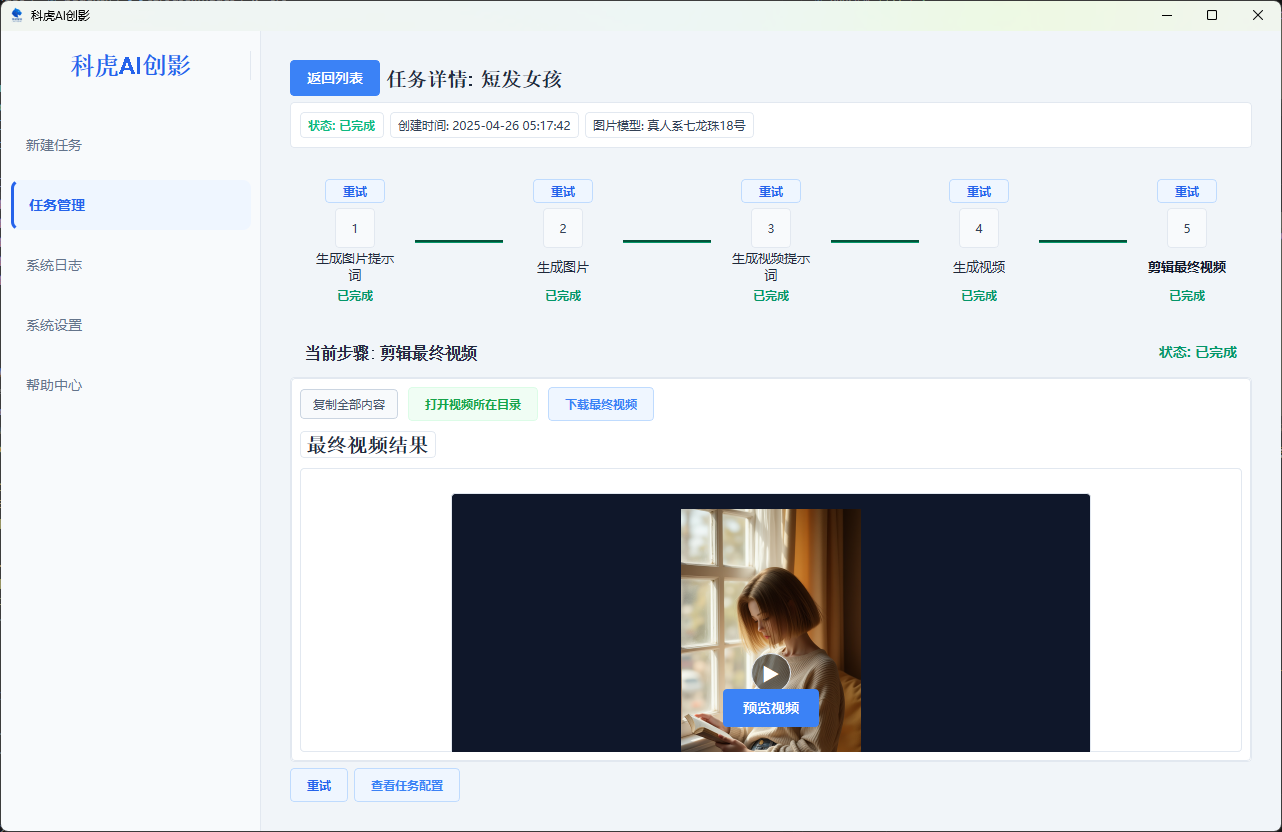 科虎AI创影
科虎AI创影
新建任务
任务管理
系统日志
系统设置
帮助中心
返回列表 任务详情: 短发女孩
状态: 已完成 创建时间: 2025-04-26 05:17:42 图片模型: 真人系七龙珠18号
重试 重试 重试 重试 重试
1 2 3 4 5
生成图片提示词 生成图片 生成视频提示词 生成视频 剪辑最终视频
已完成 已完成 已完成 已完成 已完成
当前步骤: 剪辑最终视频 状态: 已完成
复制全部内容 打开视频所在目录 下载最终视频
最终视频结果
预览视频
重试 查看任务配置